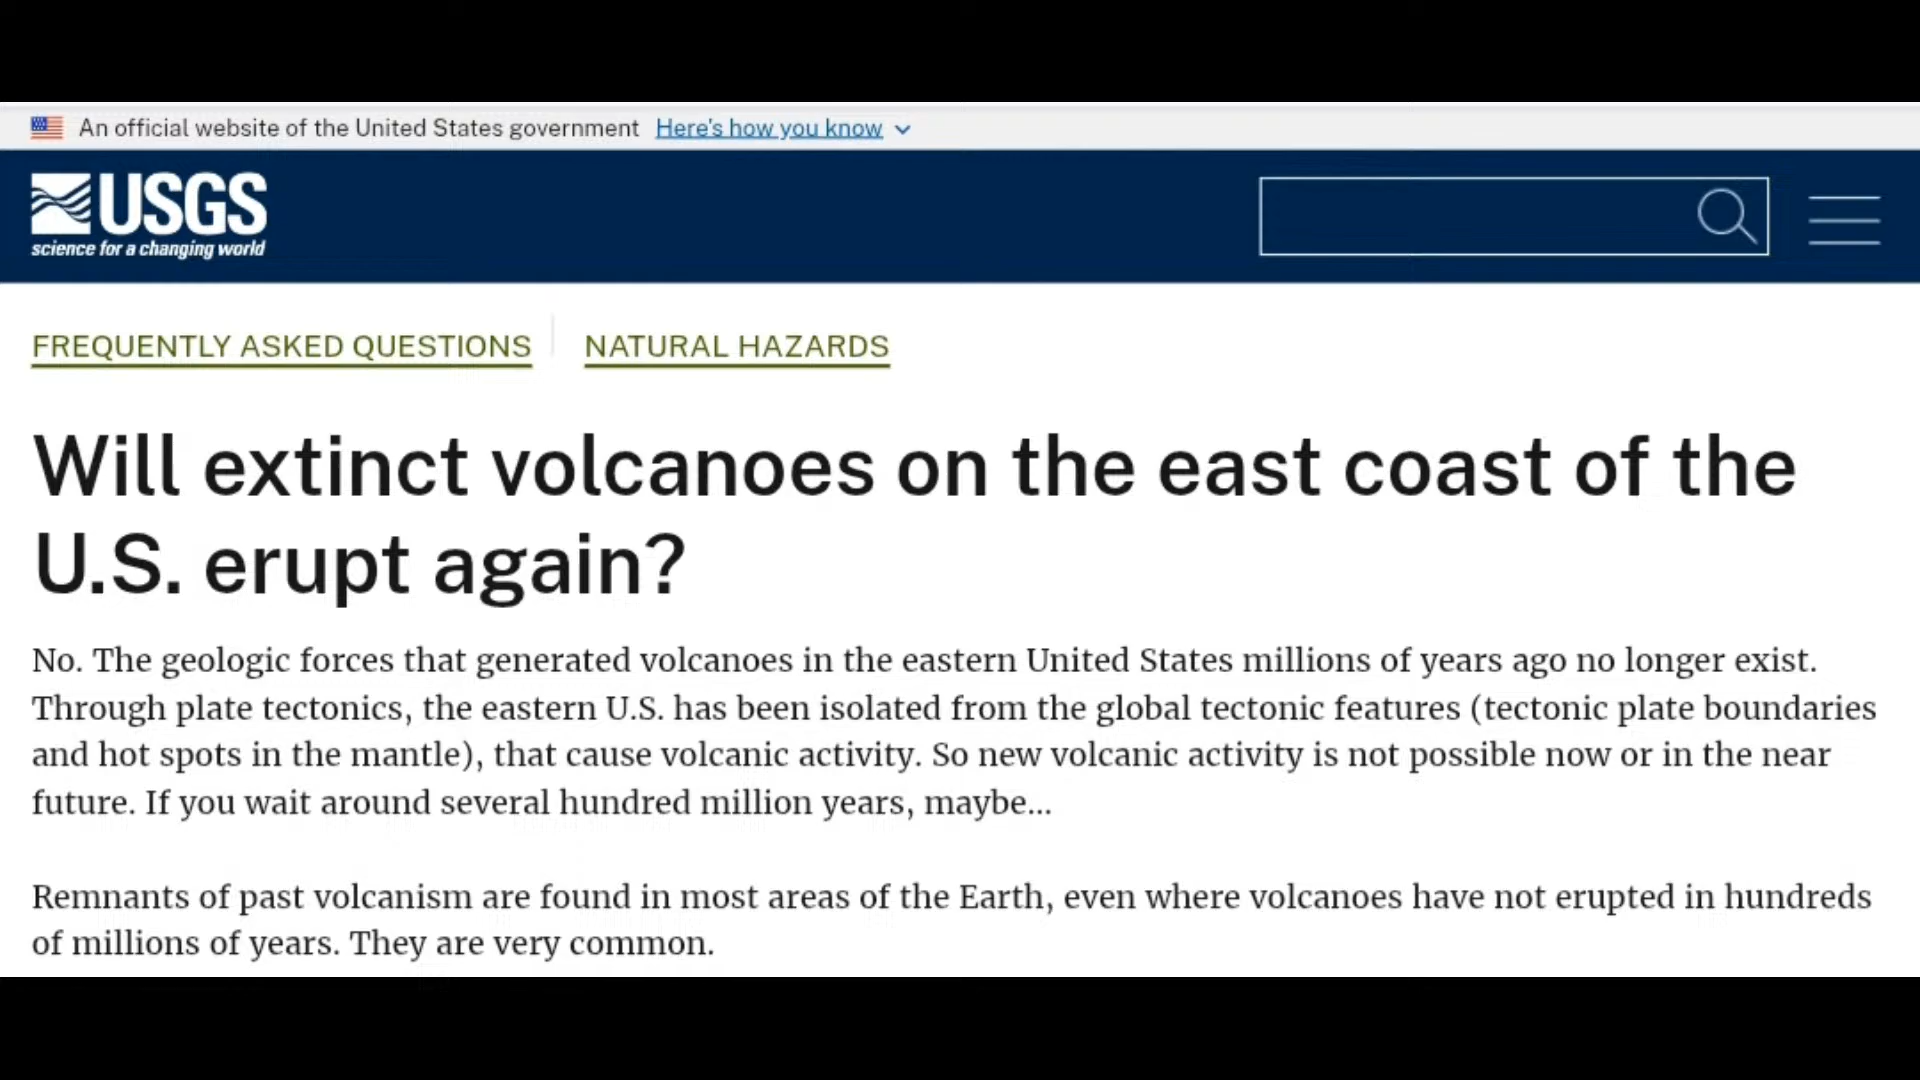 An official website of the United States government Here's how you know
USGS
science for a changing world
FREQUENTLY ASKED QUESTIONS NATURAL HAZARDS
Will extinct volcanoes on the east coast of the
U.S. erupt again?
No. The geologic forces that generated volcanoes in the eastern United States millions of years ago no longer exist.
Through plate tectonics, the eastern U.S. has been isolated from the global tectonic features (tectonic plate boundaries
and hot spots in the mantle), that cause volcanic activity. So new volcanic activity is not possible now or in the near
future. If you wait around several hundred million years, maybe...
Remnants of past volcanism are found in most areas of the Earth, even where volcanoes have not erupted in hundreds
of millions of years. They are very common.